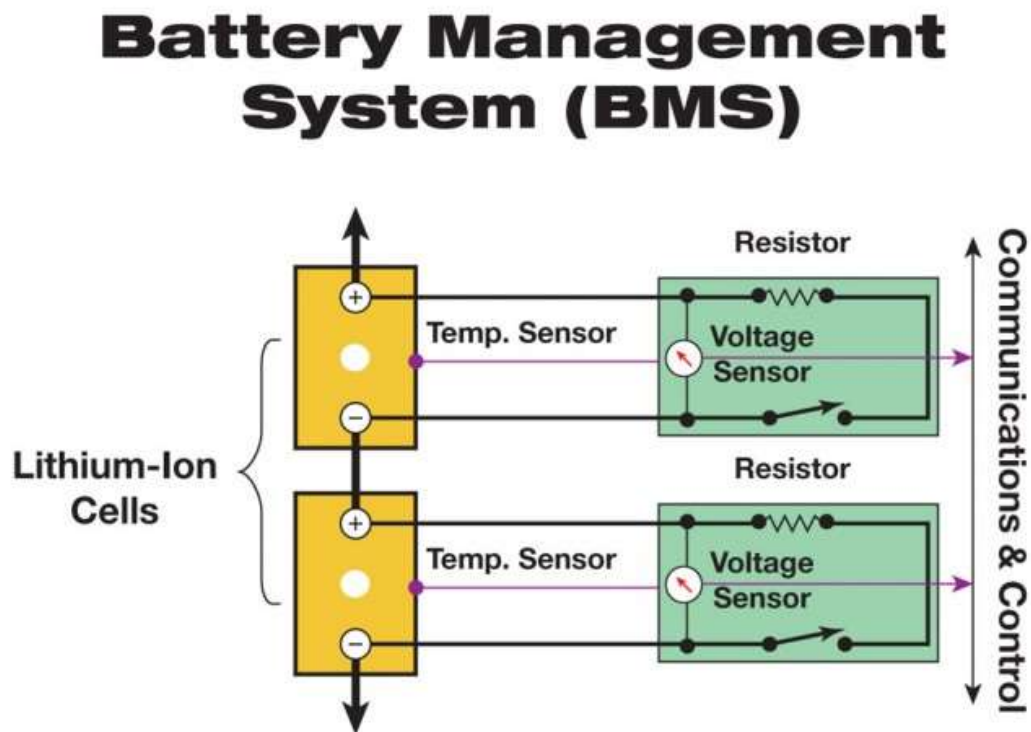 Battery Management
System (BMS)
Resistor
+
Temp. Sensor
Voltage
Sensor
−
Lithium-Ion
Cells
Resistor
+
Temp. Sensor
Voltage
Sensor
−
Communications & Control